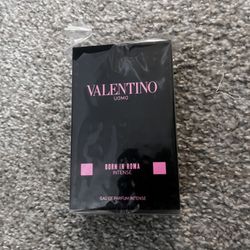 VALENTINO
UOMO
BORN IN ROMA
INTENSE
EAU DE PARFUM INTENSE